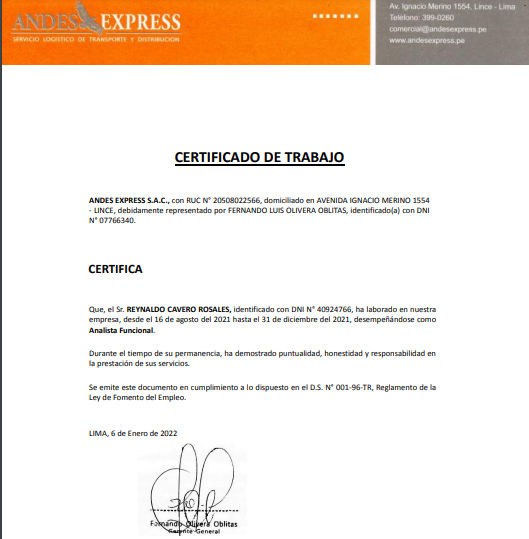 ANDES EXPRESS
SERVICIO LOGISTICO DE TRANSPORTE Y DISTRIBUCION
Av. Ignacio Merino 1554, Lince - Lima
Teléfono: 399-0260
comercial@andesexpress.pe
www.andesexpress.pe
CERTIFICADO DE TRABAJO
ANDES EXPRESS S.A.C., con RUC N° 20508022566, domiciliado en AVENIDA IGNACIO MERINO 1554
- LINCE, debidamente representado por FERNANDO LUIS OLIVERA OBLITAS, identificado(a) con DNI
N° 07766340.
CERTIFICA
Que, el Sr. REYNALDO CAVERO ROSALES, identificado con DNI N° 40924766, ha laborado en nuestra
empresa, desde el 16 de agosto del 2021 hasta el 31 de diciembre del 2021, desempeñándose como
Analista Funcional.
Durante el tiempo de su permanencia, ha demostrado puntualidad, honestidad y responsabilidad en
la prestación de sus servicios.
Se emite este documento en cumplimiento a lo dispuesto en el D.S. N° 001-96-TR, Reglamento de la
Ley de Fomento del Empleo.
LIMA, 6 de Enero de 2022
Fernando Olivera Oblitas
Gerente General